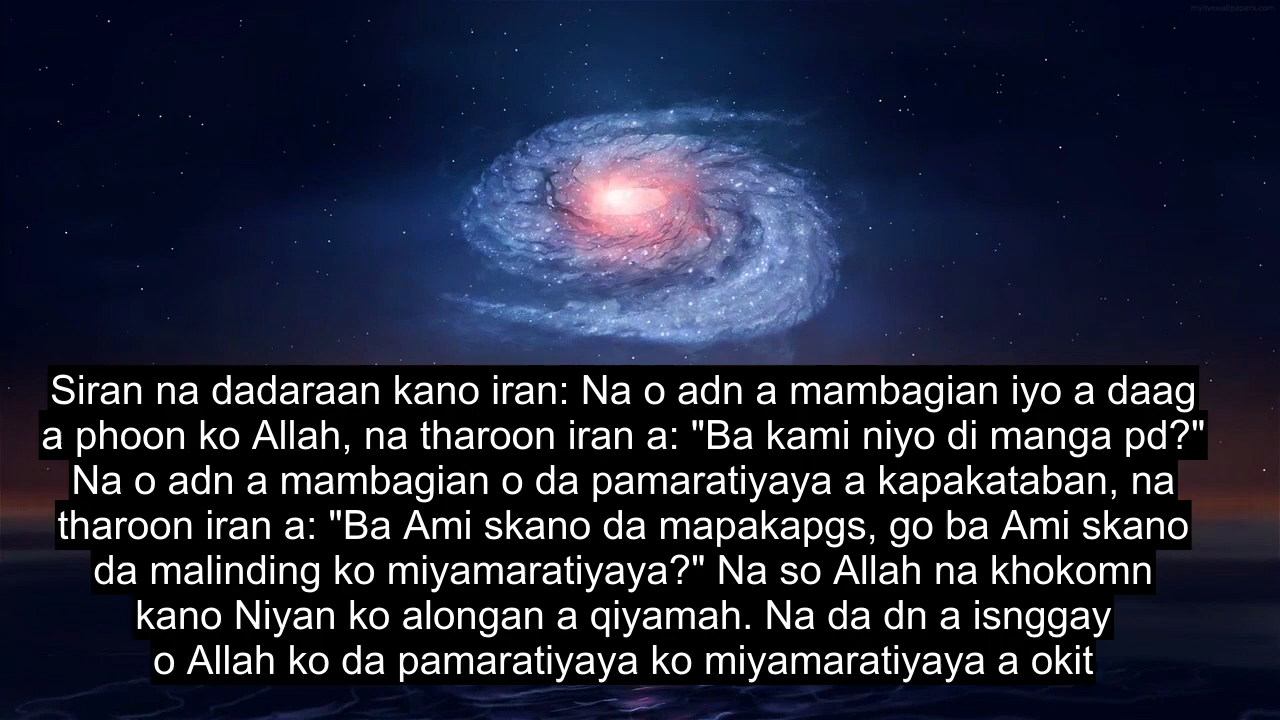 Siran na dadaraan kano iran: Na o adn a mambagian iyo a daag
a phoon ko Allah, na tharoon iran a: "Ba kami niyo di manga pd?"
Na o adn a mambagian o da pamaratiyaya a kapakataban, na
tharoon iran a: "Ba Ami skano da mapakapgs, go ba Ami skano
da malinding ko miyamaratiyaya?" Na so Allah na khokomn
kano Niyan ko alongan a qiyamah. Na da dn a isnggay
o Allah ko da pamaratiyaya ko miyamaratiyaya a okit